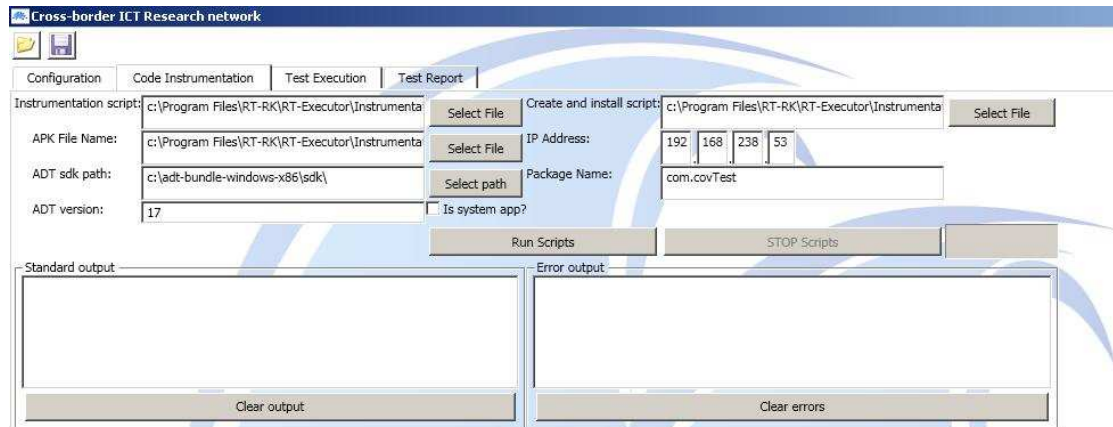 Cross-border ICT Research network
Configuration Code Instrumentation Test Execution Test Report
Instrumentation script: c:\Program Files\RT-RK\RT-Executor\Instrumenta Select File Create and install script: c:\Program Files\RT-RK\RT-Executor\Instrumenta Select File
APK File Name: c:\Program Files\RT-RK\RT-Executor\Instrumenta Select File IP Address: 192 . 168 . 238 . 53
ADT sdk path: c:\adt-bundle-windows-x86\sdk\ Select path Package Name: com.covTest
ADT version: 17 Is system app?
Run Scripts STOP Scripts
Standard output Error output
Clear output Clear errors